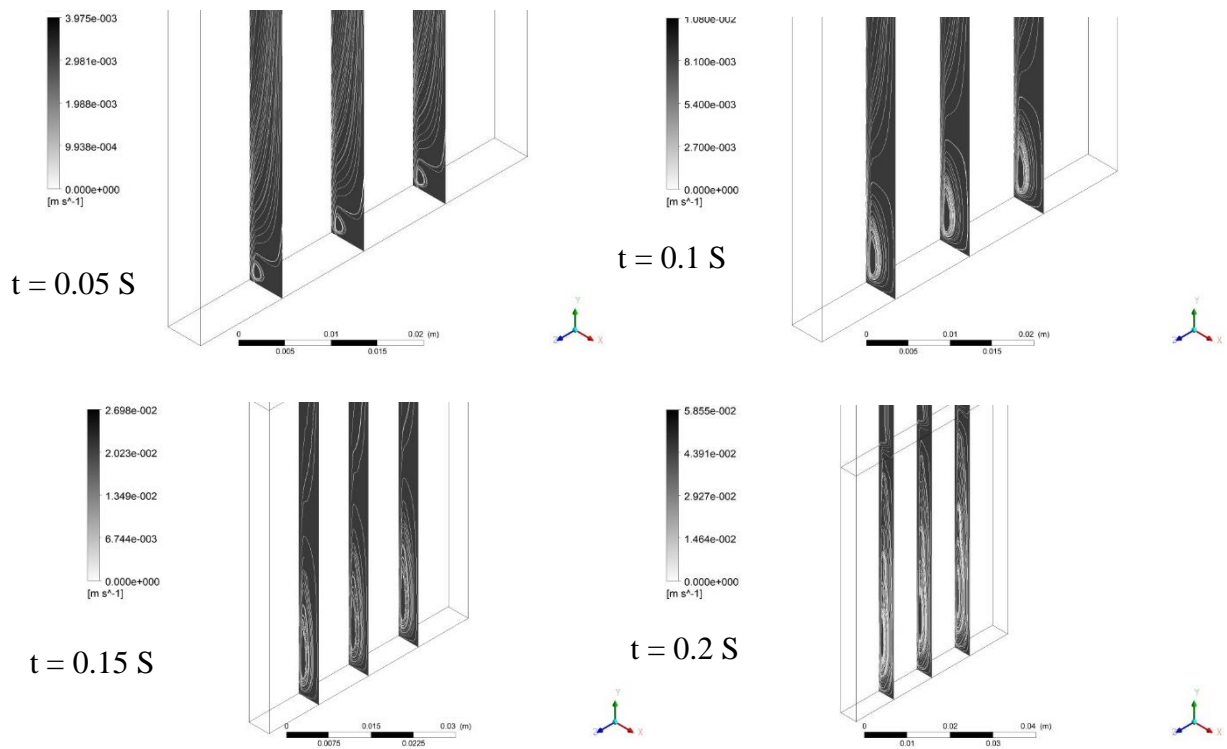 3.975e-003
2.981e-003
1.988e-003
9.938e-004
0.000e+000
[m s^-1]
t = 0.05 S
0 0.01 0.02 (m)
0.005 0.015
Y
Z X
1.080e-002
8.100e-003
5.400e-003
2.700e-003
0.000e+000
[m s^-1]
t = 0.1 S
0 0.01 0.02 (m)
0.005 0.015
Y
Z X
2.698e-002
2.023e-002
1.349e-002
6.744e-003
0.000e+000
[m s^-1]
t = 0.15 S
0 0.015 0.03 (m)
0.0075 0.0225
Y
Z X
5.855e-002
4.391e-002
2.927e-002
1.464e-002
0.000e+000
[m s^-1]
t = 0.2 S
0 0.02 0.04 (m)
0.01 0.03
Y
Z X